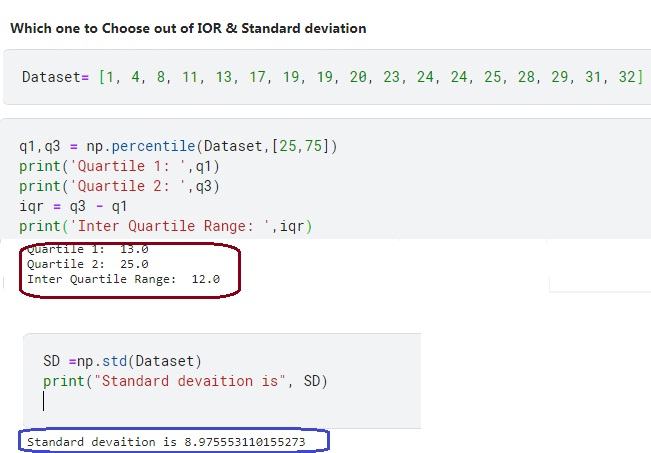 Which one to Choose out of IOR & Standard deviation
Dataset= [1, 4, 8, 11, 13, 17, 19, 19, 20, 23, 24, 24, 25, 28, 29, 31, 32]
q1,q3 = np.percentile(Dataset,[25,75])
print('Quartile 1: ',q1)
print('Quartile 2: ',q3)
iqr = q3 - q1
print('Inter Quartile Range: ',iqr)
Quartile 1:  13.0
Quartile 2:  25.0
Inter Quartile Range:  12.0
SD =np.std(Dataset)
print("Standard devaition is", SD)
Standard devaition is 8.975553110155273